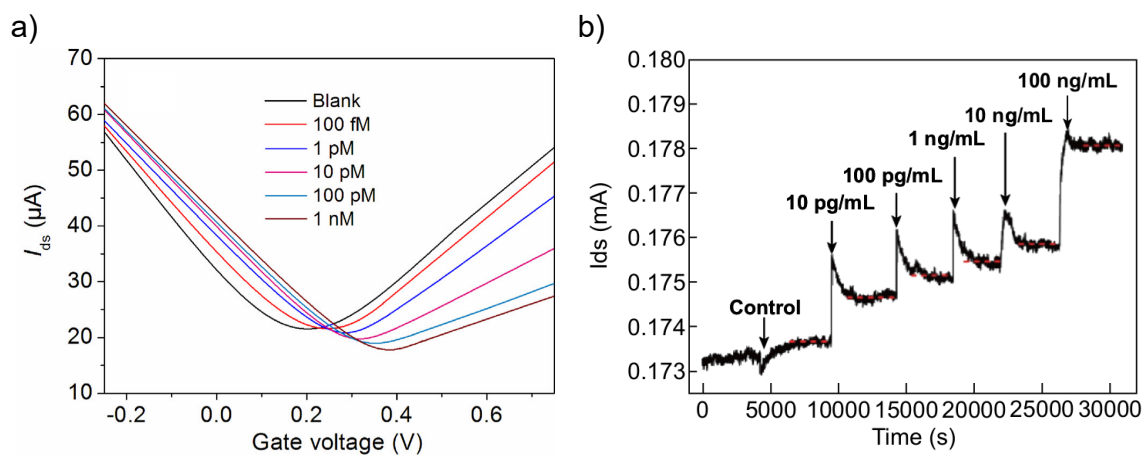 a)
70
60
50
40
30
20
10
I_ds (μA)
Blank
100 fM
1 pM
10 pM
100 pM
1 nM
-0.2
0.0
0.2
0.4
0.6
Gate voltage (V)
b)
0.180
0.179
0.178
0.177
0.176
0.175
0.174
0.173
Ids (mA)
Control
10 pg/mL
100 pg/mL
1 ng/mL
10 ng/mL
100 ng/mL
0
5000
10000
15000
20000
25000
30000
Time (s)